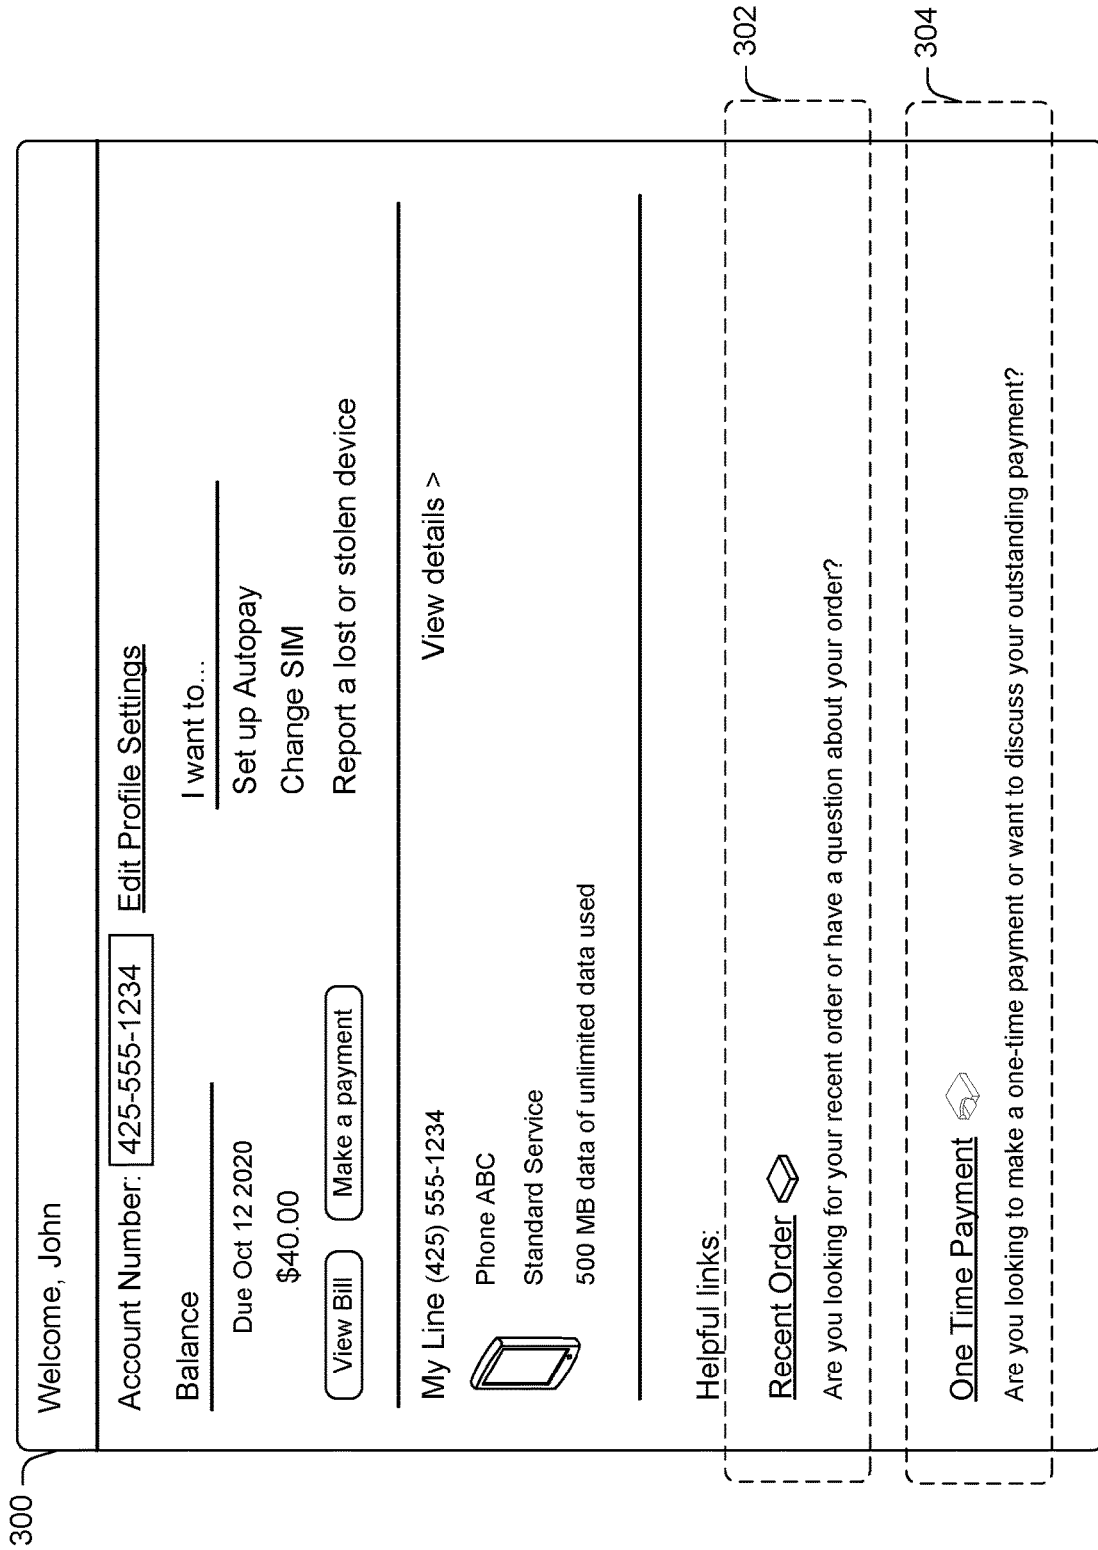 300
Welcome, John
Account Number: 425-555-1234 Edit Profile Settings
Balance
Due Oct 12 2020
$40.00
View Bill Make a payment
I want to...
Set up Autopay
Change SIM
Report a lost or stolen device
My Line (425) 555-1234 View details >
Phone ABC
Standard Service
500 MB data of unlimited data used
Helpful links:
302
Recent Order
Are you looking for your recent order or have a question about your order?
304
One Time Payment
Are you looking to make a one-time payment or want to discuss your outstanding payment?